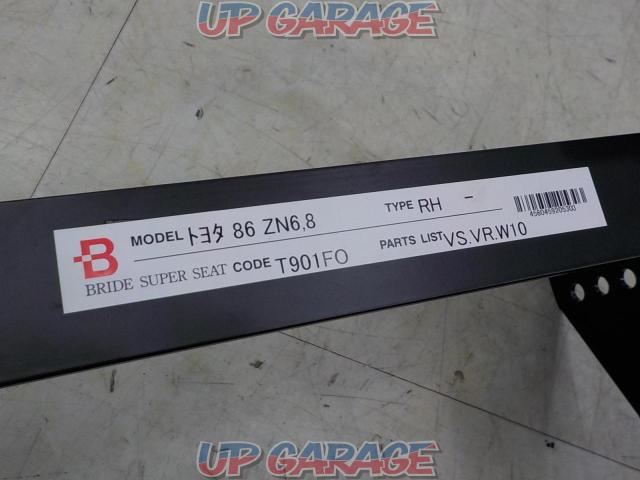 UP GARAGE
B
MODEL トヨタ 86 ZN6,8 TYPE RH -
BRIDE SUPER SEAT CODE T901FO PARTS LIST VS.VR.W10
4580459205300
UP GARAGE